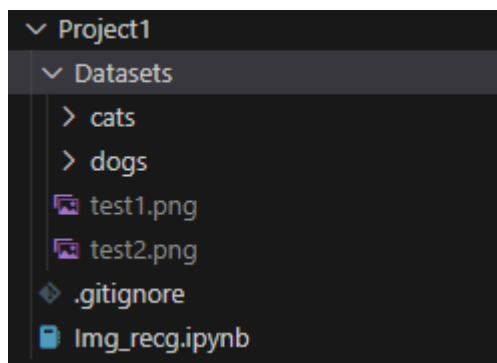 Project1
Datasets
cats
dogs
test1.png
test2.png
.gitignore
Img_recg.ipynb